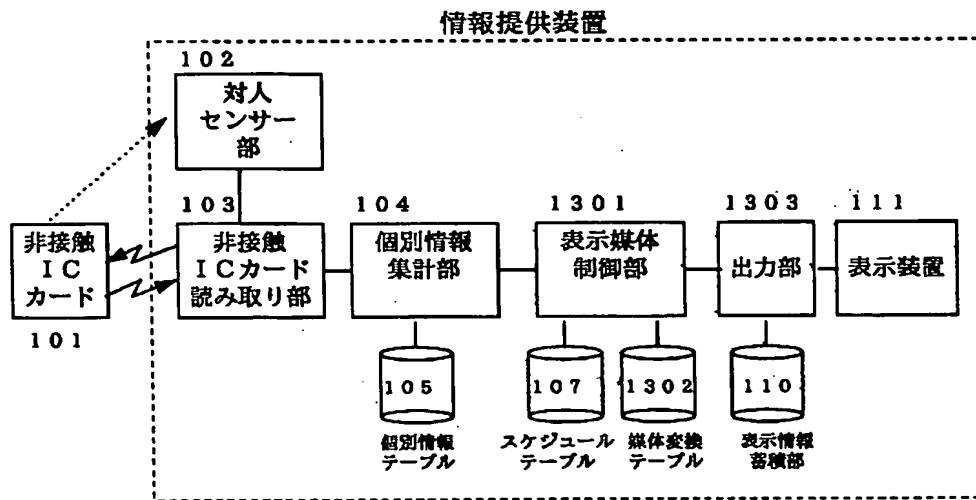 情報提供装置
102
対人
センサー
部
103
非接触
ICカード
読み取り部
非接触
IC
カード
101
104
個別情報
集計部
1301
表示媒体
制御部
1303
出力部
111
表示装置
105
個別情報
テーブル
107
スケジュール
テーブル
1302
媒体変換
テーブル
110
表示情報
蓄積部